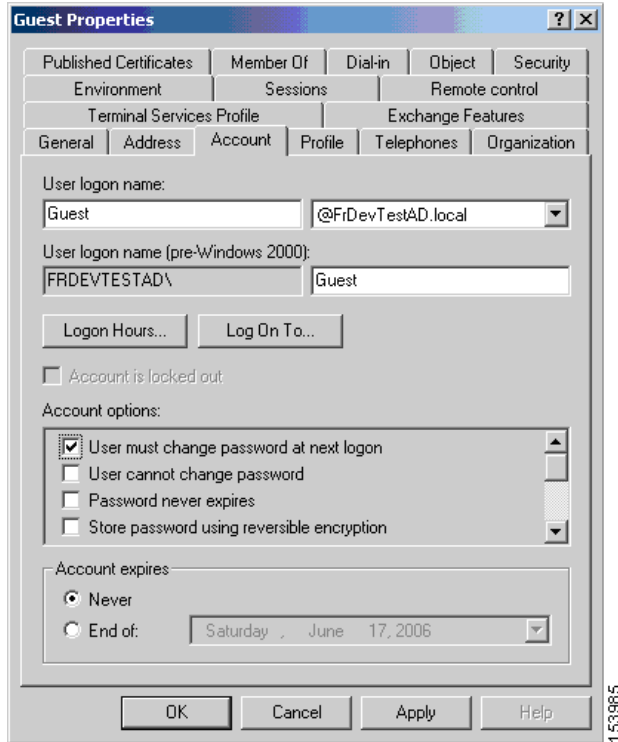 Guest Properties
Published Certificates Member Of Dial-in Object Security
Environment Sessions Remote control
Terminal Services Profile Exchange Features
General Address Account Profile Telephones Organization
User logon name:
Guest @FrDevTestAD.local
User logon name (pre-Windows 2000):
FRDEVTESTAD\ Guest
Logon Hours... Log On To...
Account is locked out
Account options:
User must change password at next logon
User cannot change password
Password never expires
Store password using reversible encryption
Account expires
Never
End of: Saturday , June 17, 2006
OK Cancel Apply Help
153985